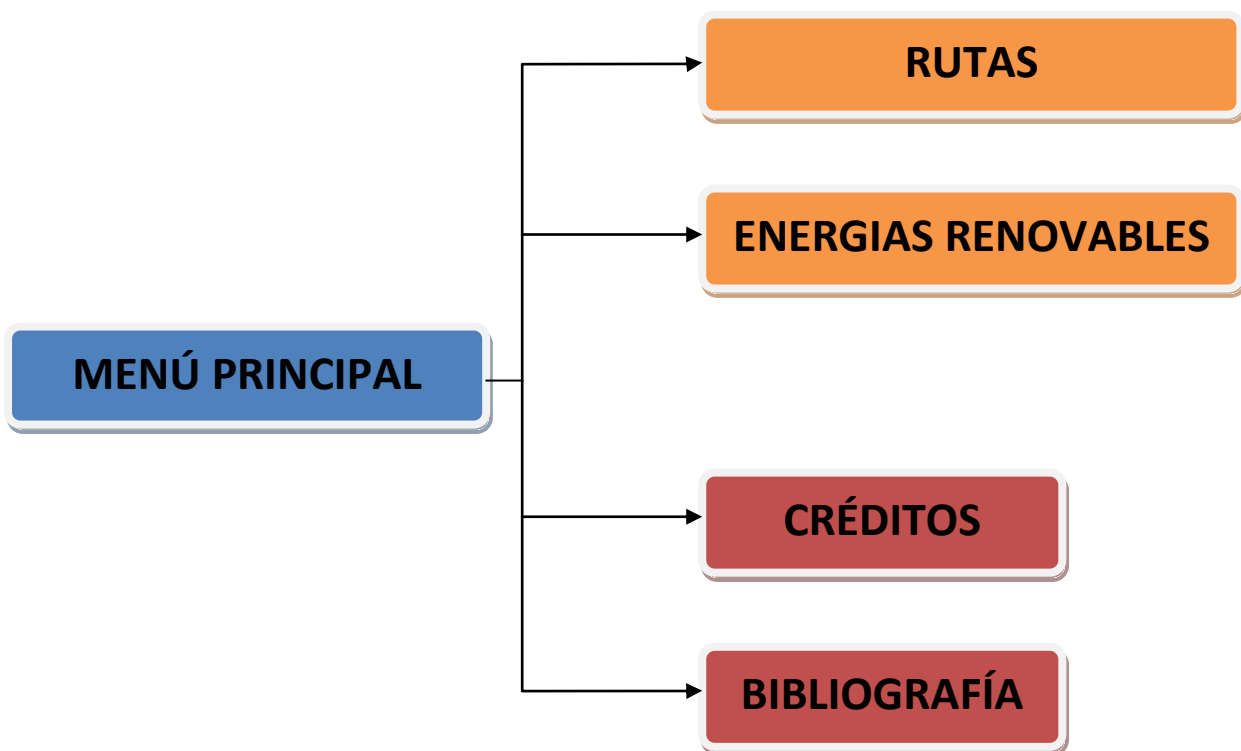 RUTAS
ENERGIAS RENOVABLES
MENÚ PRINCIPAL
CRÉDITOS
BIBLIOGRAFÍA